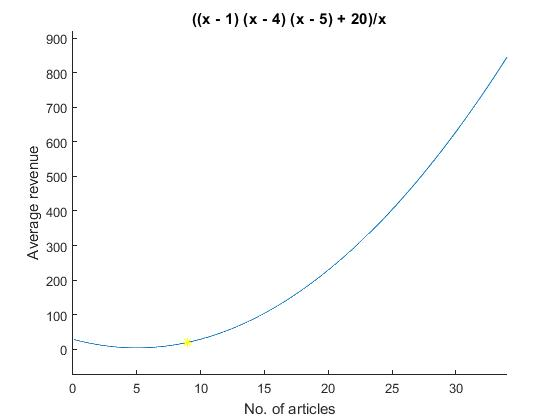 ((x - 1) (x - 4) (x - 5) + 20)/x
900
800
700
600
500
400
300
200
100
0
Average revenue
0 5 10 15 20 25 30
No. of articles